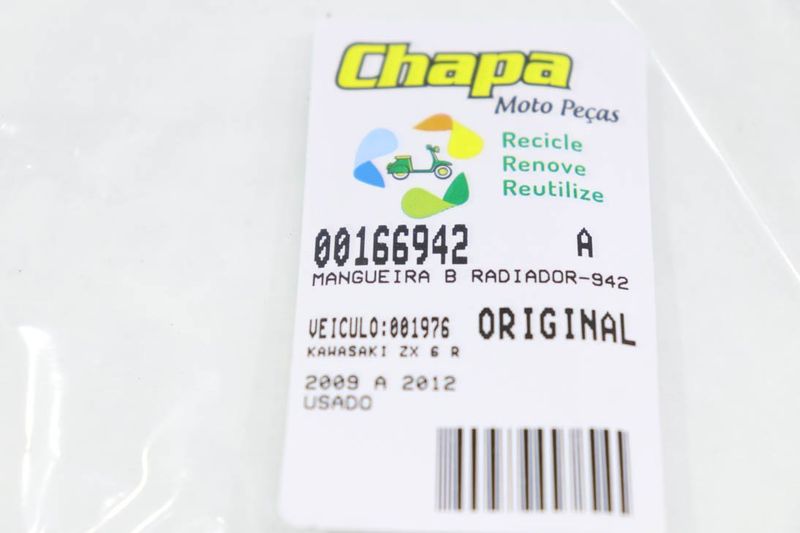 Chapa
Moto Peças
Recicle
Renove
Reutilize
00166942 A
MANGUEIRA B RADIADOR-942
VEICULO:001976 ORIGINAL
KAWASAKI ZX 6 R
2009 A 2012
USADO